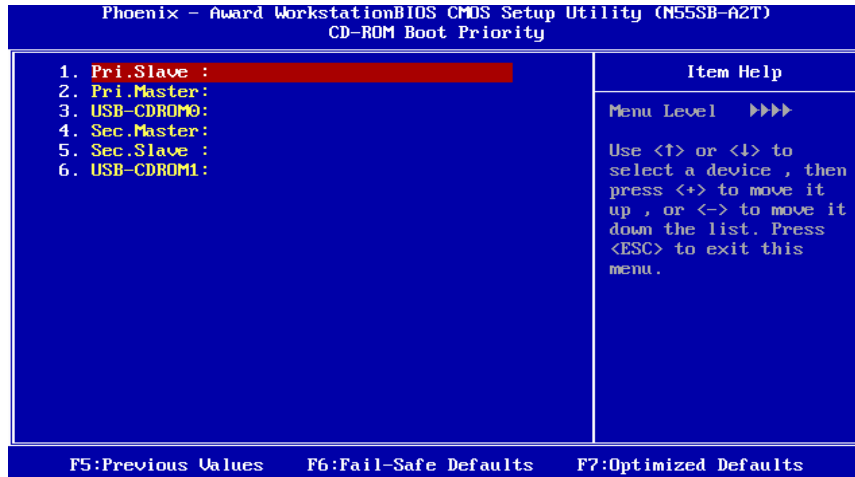 Phoenix - Award WorkstationBIOS CMOS Setup Utility (N55SB-A2T)
CD-ROM Boot Priority
1. Pri.Slave :
2. Pri.Master:
3. USB-CDROM0:
4. Sec.Master:
5. Sec.Slave :
6. USB-CDROM1:
Item Help
Menu Level ►►►►
Use <↑> or <↓> to
select a device , then
press <+> to move it
up , or <-> to move it
down the list. Press
<ESC> to exit this
menu.
F5:Previous Values F6:Fail-Safe Defaults F7:Optimized Defaults